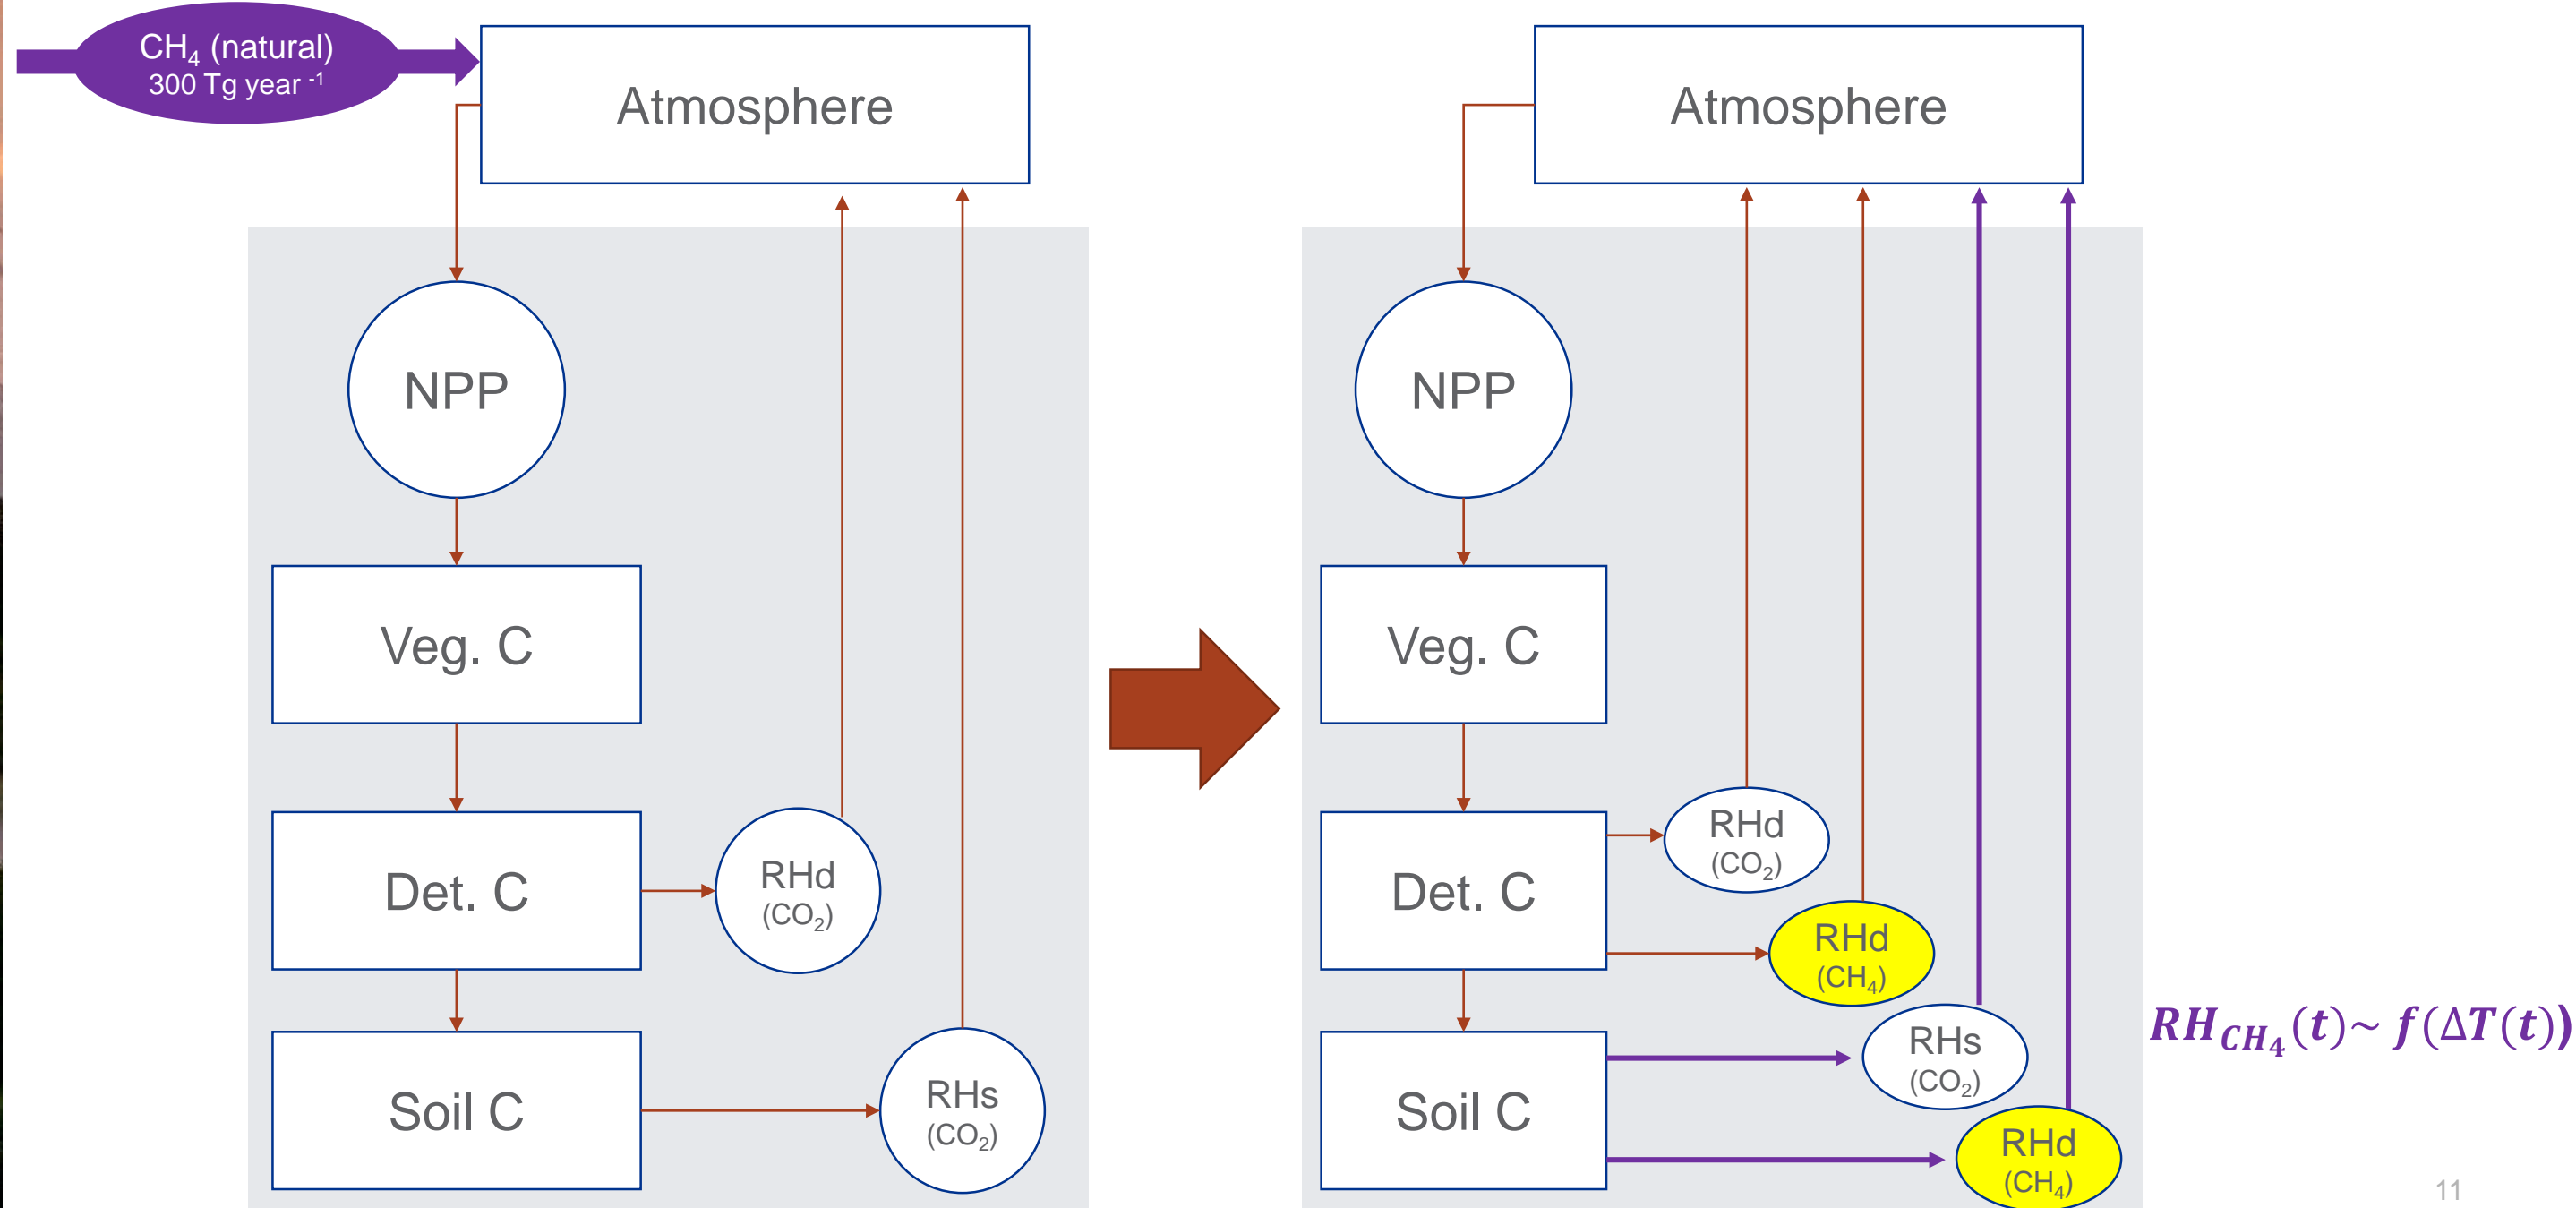 CH₄ (natural)
300 Tg year ⁻¹
Atmosphere
NPP
Veg. C
Det. C
RHd
(CO₂)
Soil C
RHs
(CO₂)
Atmosphere
NPP
Veg. C
Det. C
RHd
(CO₂)
RHd
(CH₄)
Soil C
RHs
(CO₂)
RHd
(CH₄)
RH_CH₄(t)~ f(ΔT(t))
11